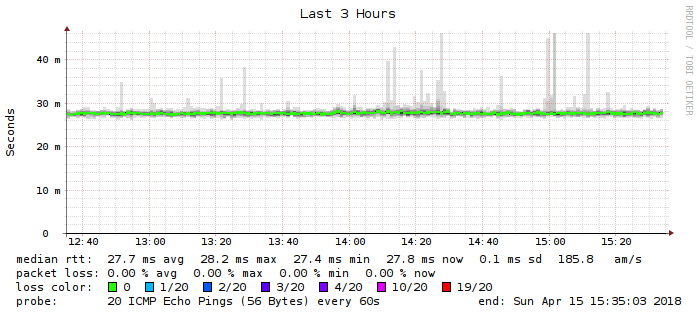 Last 3 Hours
RRDTOOL / TOBI OETIKER
Seconds
40 m
30 m
20 m
10 m
0
12:40 13:00 13:20 13:40 14:00 14:20 14:40 15:00 15:20
median rtt: 27.7 ms avg 28.2 ms max 27.4 ms min 27.8 ms now 0.1 ms sd 185.8 am/s
packet loss: 0.00 % avg 0.00 % max 0.00 % min 0.00 % now
loss color: 0 1/20 2/20 3/20 4/20 10/20 19/20
probe: 20 ICMP Echo Pings (56 Bytes) every 60s end: Sun Apr 15 15:35:03 2018